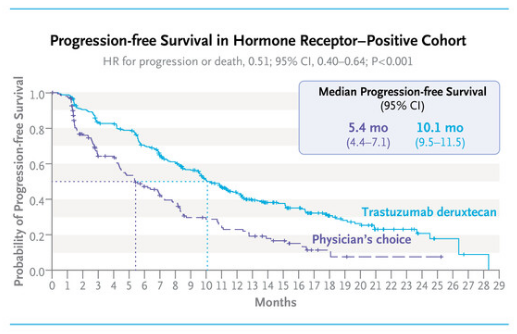 Progression-free Survival in Hormone Receptor–Positive Cohort
HR for progression or death, 0.51; 95% CI, 0.40–0.64; P<0.001
Median Progression-free Survival
(95% CI)
5.4 mo 10.1 mo
(4.4–7.1) (9.5–11.5)
Probability of Progression-free Survival
1.0
0.8
0.6
0.4
0.2
0.0
Trastuzumab deruxtecan
Physician's choice
0 1 2 3 4 5 6 7 8 9 10 11 12 13 14 15 16 17 18 19 20 21 22 23 24 25 26 27 28 29
Months